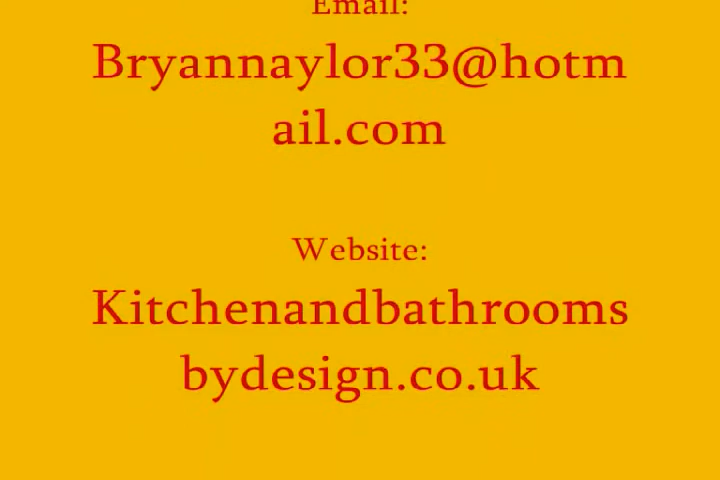 Email:
Bryannaylor33@hotm
ail.com
Website:
Kitchenandbathrooms
bydesign.co.uk